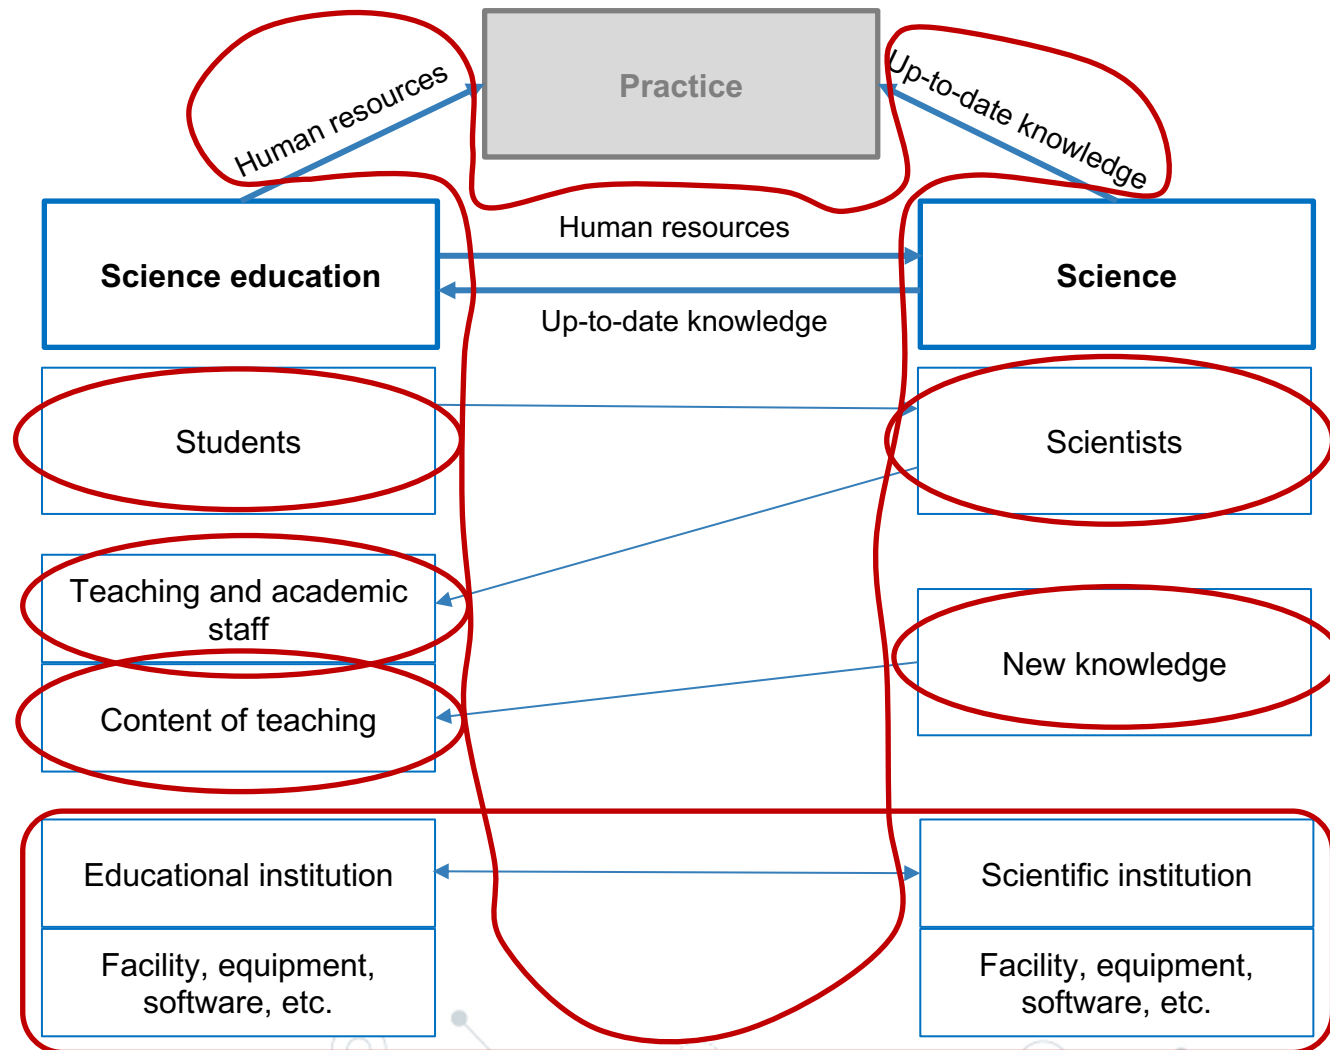 Practice
Human resources
Up-to-date knowledge
Science education
Human resources
Up-to-date knowledge
Science
Students
Scientists
Teaching and academic
staff
New knowledge
Content of teaching
Educational institution
Scientific institution
Facility, equipment,
software, etc.
Facility, equipment,
software, etc.